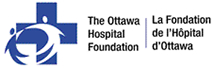 The Ottawa
Hospital
Foundation
La Fondation
de l'Hôpital
d'Ottawa